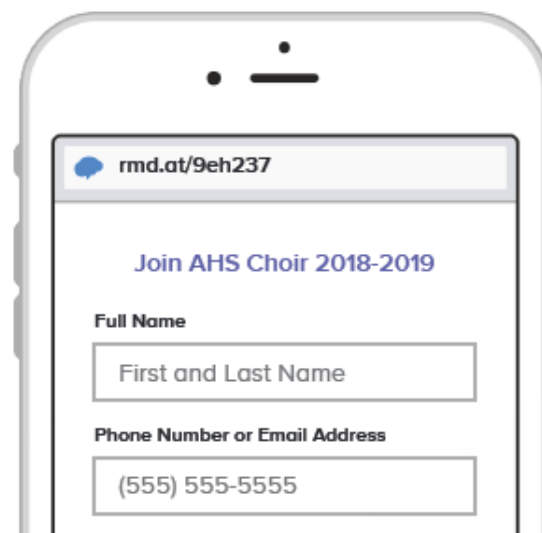 rmd.at/9eh237
Join AHS Choir 2018-2019
Full Name
First and Last Name
Phone Number or Email Address
(555) 555-5555